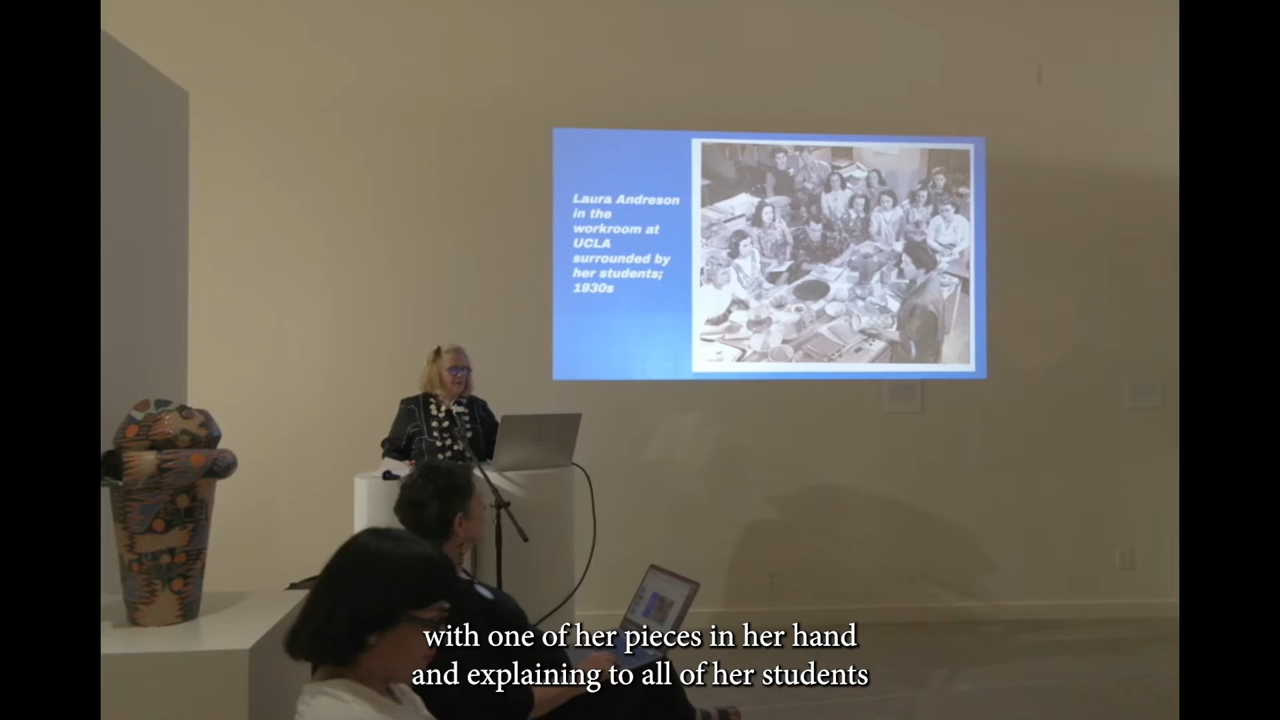 Laura Andreson
in the
workroom at
UCLA
surrounded by
her students;
1930s
with one of her pieces in her hand
and explaining to all of her students